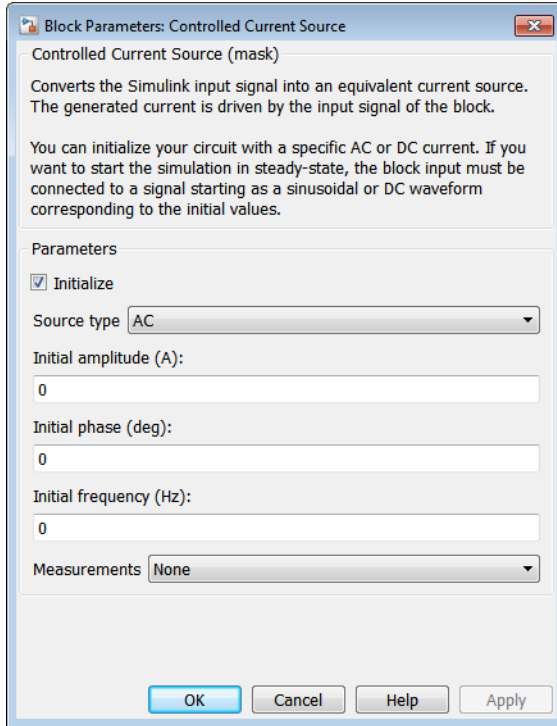 Block Parameters: Controlled Current Source
Controlled Current Source (mask)
Converts the Simulink input signal into an equivalent current source.
The generated current is driven by the input signal of the block.
You can initialize your circuit with a specific AC or DC current. If you
want to start the simulation in steady-state, the block input must be
connected to a signal starting as a sinusoidal or DC waveform
corresponding to the initial values.
Parameters
Initialize
Source type AC
Initial amplitude (A):
0
Initial phase (deg):
0
Initial frequency (Hz):
0
Measurements None
OK Cancel Help Apply